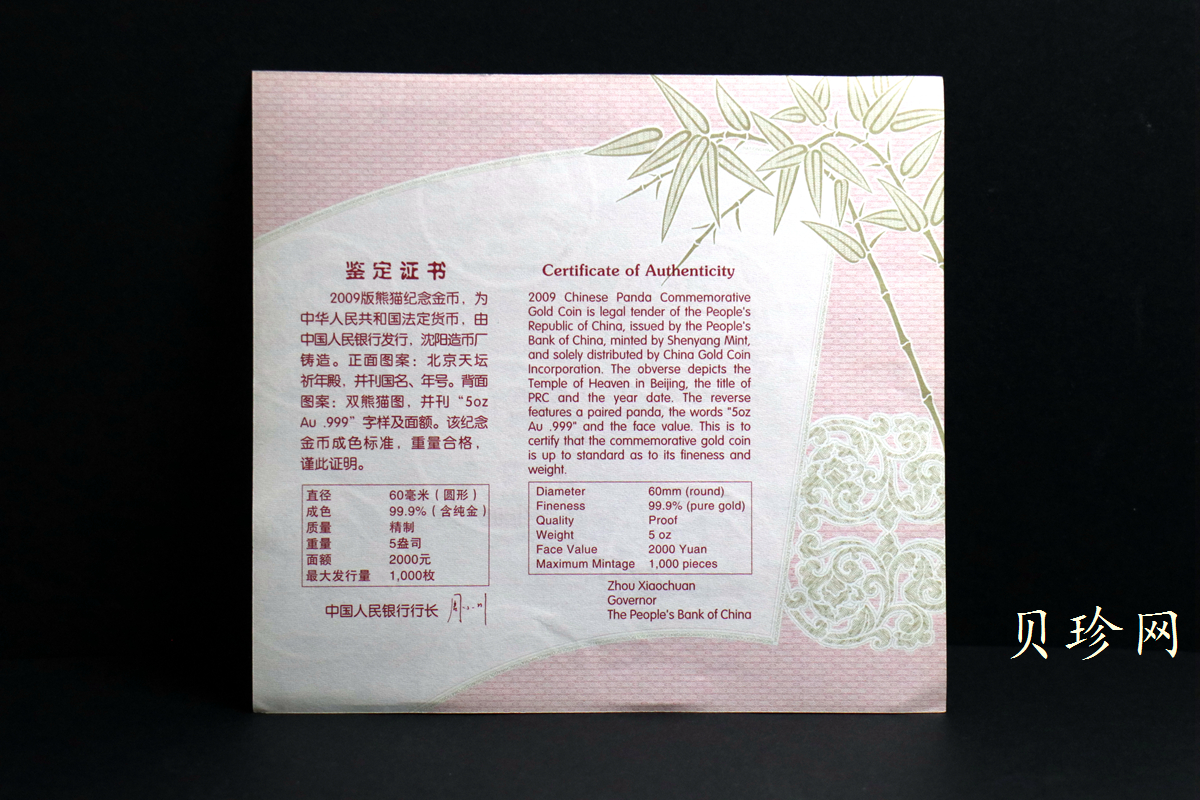 鉴定证书
2009版熊猫纪念金币，为
中华人民共和国法定货币，由
中国人民银行发行，沈阳造币厂
铸造。正面图案：北京天坛
祈年殿，并刊国名、年号。背面
图案：双熊猫图，并刊“5oz
Au .999”字样及面额。该纪念
金币成色标准，重量合格，
谨此证明。
直径 60毫米（圆形）
成色 99.9%（含纯金）
质量 精制
重量 5盎司
面额 2000元
最大发行量 1,000枚
中国人民银行行长
Certificate of Authenticity
2009 Chinese Panda Commemorative
Gold Coin is legal tender of the People's
Republic of China, issued by the People's
Bank of China, minted by Shenyang Mint,
and solely distributed by China Gold Coin
Incorporation. The obverse depicts the
Temple of Heaven in Beijing, the title of
PRC and the year date. The reverse
features a paired panda, the words "5oz
Au .999" and the face value. This is to
certify that the commemorative gold coin
is up to standard as to its fineness and
weight.
Diameter 60mm (round)
Fineness 99.9% (pure gold)
Quality Proof
Weight 5 oz
Face Value 2000 Yuan
Maximum Mintage 1,000 pieces
Zhou Xiaochuan
Governor
The People's Bank of China
贝珍网